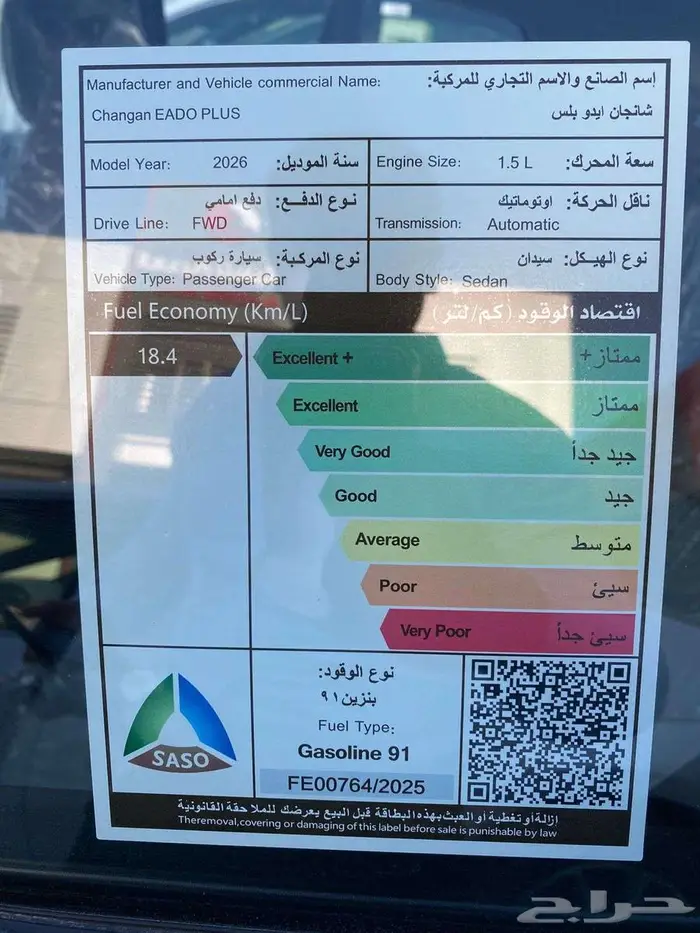 Manufacturer and Vehicle commercial Name: إسم الصانع والاسم التجاري للمركبة:
Changan EADO PLUS شانجان ايدو بلس
Model Year: 2026 سنة الموديل:
Engine Size: 1.5 L سعة المحرك:
نوع الدفع: دفع امامي
Drive Line: FWD
ناقل الحركة: اوتوماتيك
Transmission: Automatic
نوع المركبة: سيارة ركوب
Vehicle Type: Passenger Car
نوع الهيكل: سيدان
Body Style: Sedan
Fuel Economy (Km/L) اقتصاد الوقود (كم/لتر)
18.4
Excellent + ممتاز+
Excellent ممتاز
Very Good جيد جداً
Good جيد
Average متوسط
Poor سيئ
Very Poor سيئ جداً
SASO
نوع الوقود:
بنزين ٩١
Fuel Type:
Gasoline 91
FE00764/2025
إزالة أو تغطية أو العبث بهذه البطاقة قبل البيع يعرضك للملاحقة القانونية
Theremoval,covering or damaging of this label before sale is punishable by law
حراج